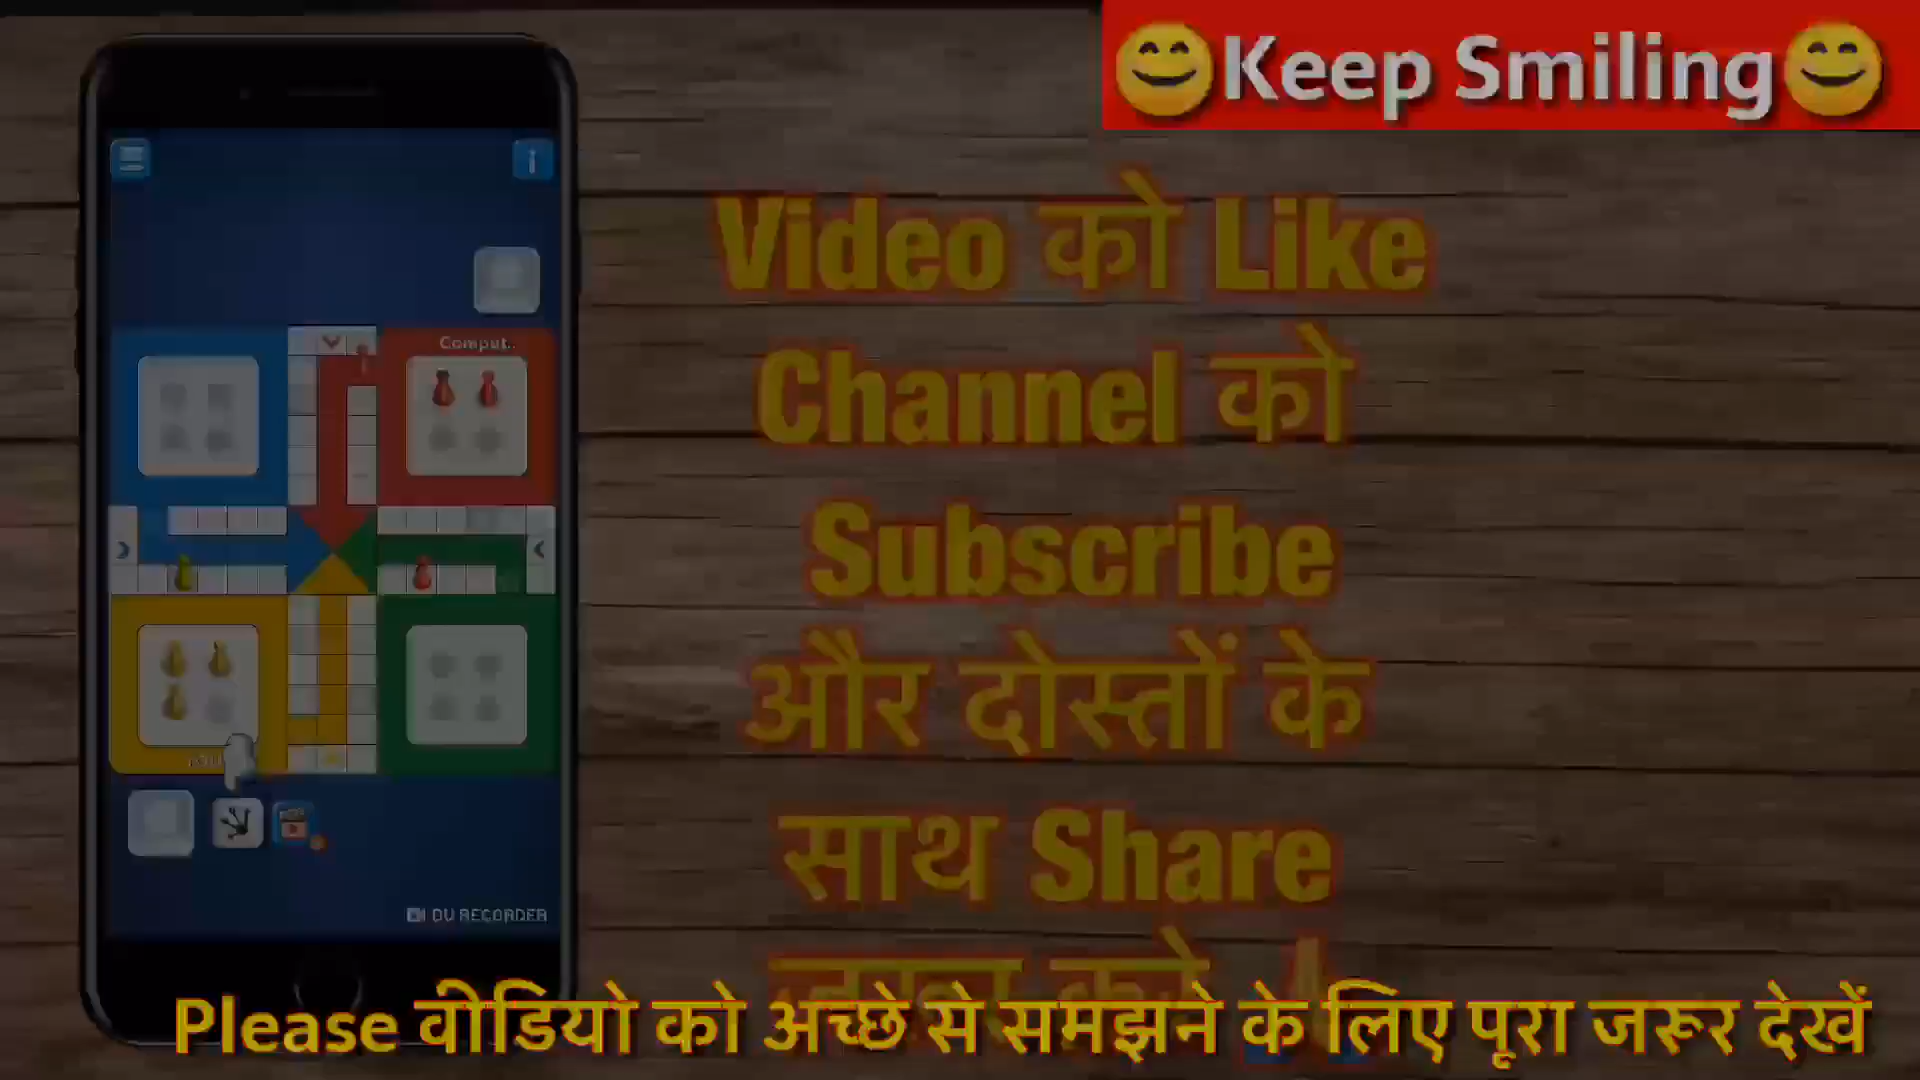 😊Keep Smiling😊
Video को Like
Channel को
Subscribe
और दोस्तों के
साथ Share
Comput..
DU RECORDER
Please वीडियो को अच्छे से समझने के लिए पूरा जरूर देखें